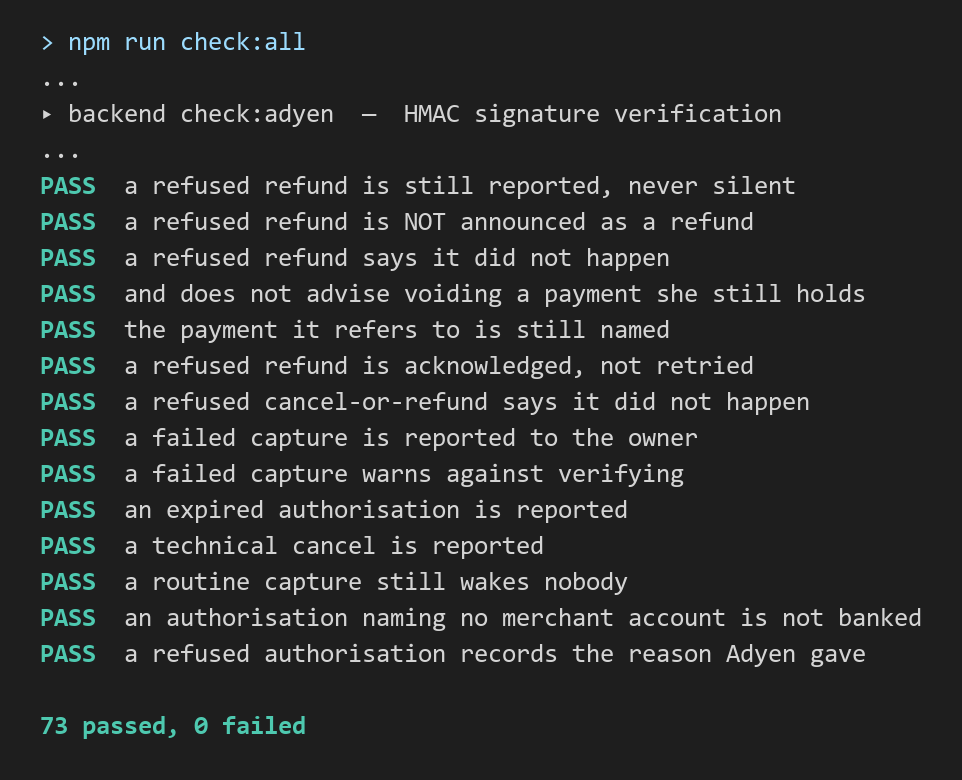 > npm run check:all
...
▸ backend check:adyen — HMAC signature verification
...
PASS a refused refund is still reported, never silent
PASS a refused refund is NOT announced as a refund
PASS a refused refund says it did not happen
PASS and does not advise voiding a payment she still holds
PASS the payment it refers to is still named
PASS a refused refund is acknowledged, not retried
PASS a refused cancel-or-refund says it did not happen
PASS a failed capture is reported to the owner
PASS a failed capture warns against verifying
PASS an expired authorisation is reported
PASS a technical cancel is reported
PASS a routine capture still wakes nobody
PASS an authorisation naming no merchant account is not banked
PASS a refused authorisation records the reason Adyen gave
73 passed, 0 failed